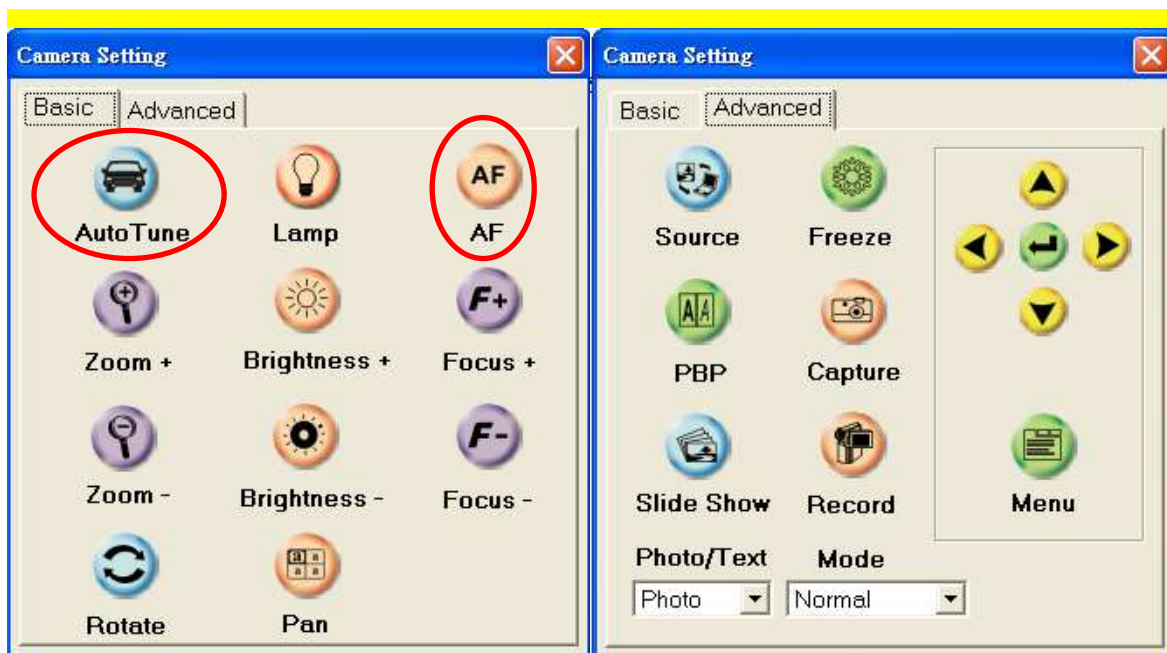 Camera Setting
Basic Advanced
AutoTune Lamp AF
AF
Zoom + Brightness + Focus +
F+
Zoom - Brightness - Focus -
F-
Rotate Pan
a a
a a
Camera Setting
Basic Advanced
Source Freeze
PBP Capture
A A
Slide Show Record Menu
Photo/Text Mode
Photo Normal